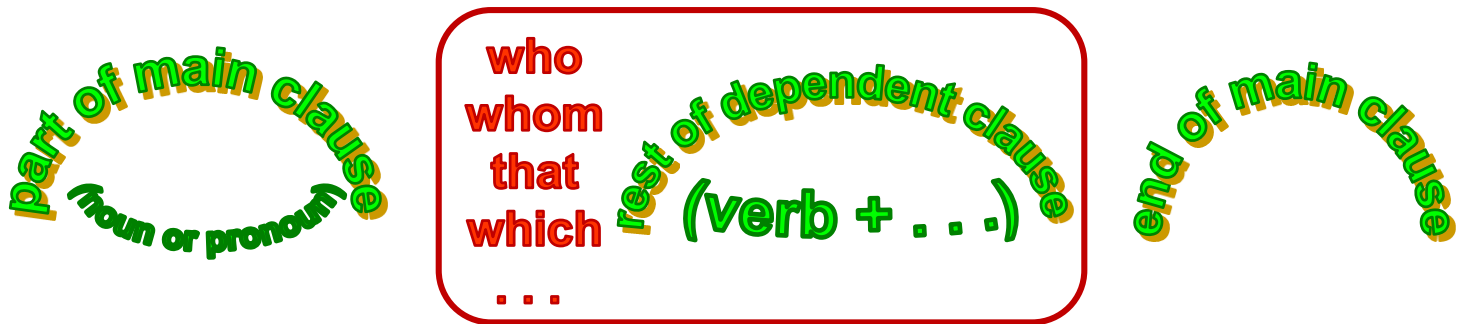 part of main clause
(noun or pronoun)
who
whom
that
which
. . .
rest of dependent clause
(verb + . . .)
end of main clause